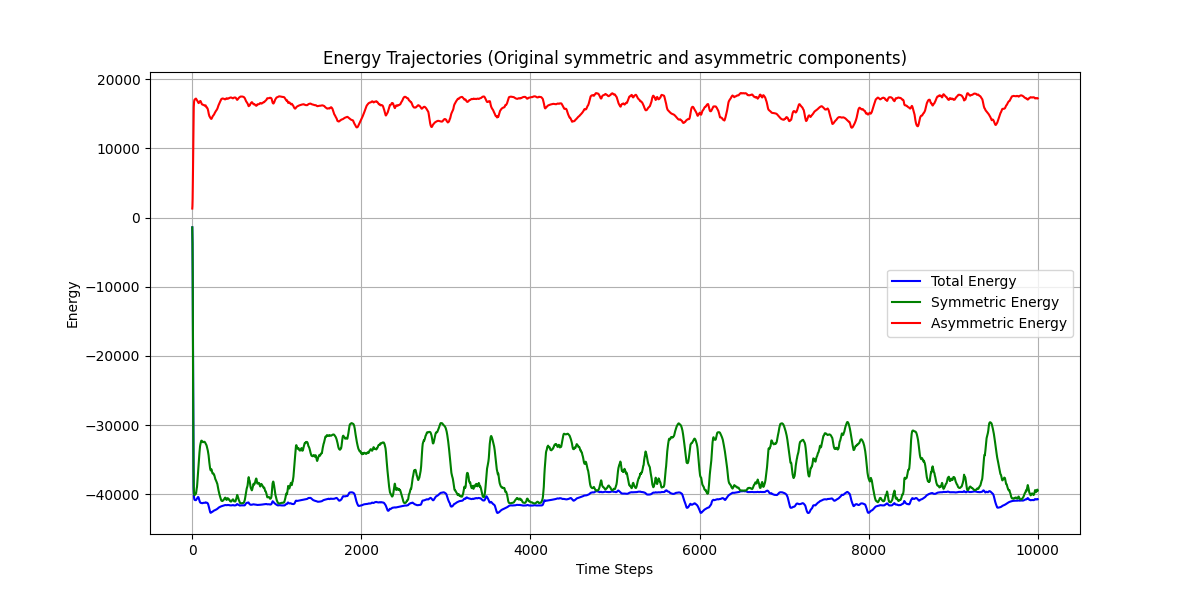 Energy Trajectories (Original symmetric and asymmetric components)
20000
10000
0
−10000
−20000
−30000
−40000
Energy
Total Energy
Symmetric Energy
Asymmetric Energy
0 2000 4000 6000 8000 10000
Time Steps